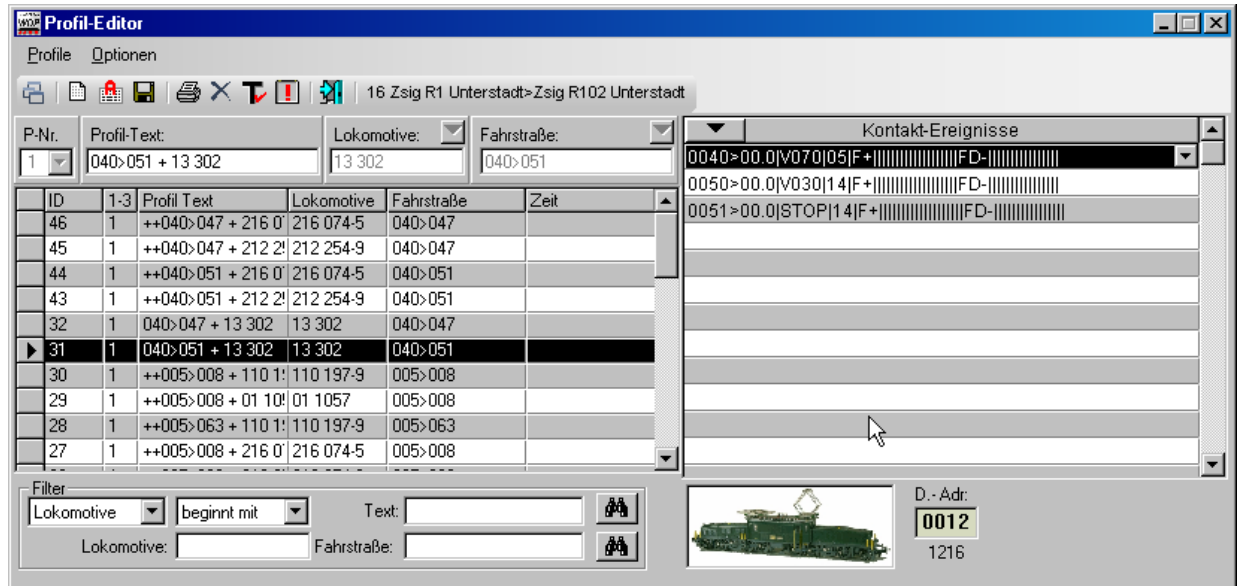 WDP Profil-Editor
Profile Optionen
16 Zsig R1 Unterstadt>Zsig R102 Unterstadt
P-Nr. Profil-Text: Lokomotive: Fahrstraße:
1 040>051 + 13 302 13 302 040>051
ID 1-3 Profil Text Lokomotive Fahrstraße Zeit
46 1 ++040>047 + 216 0 216 074-5 040>047
45 1 ++040>047 + 212 2 212 254-9 040>047
44 1 ++040>051 + 216 0 216 074-5 040>051
43 1 ++040>051 + 212 2 212 254-9 040>051
32 1 040>047 + 13 302 13 302 040>047
31 1 040>051 + 13 302 13 302 040>051
30 1 ++005>008 + 110 1 110 197-9 005>008
29 1 ++005>008 + 01 10 01 1057 005>008
28 1 ++005>063 + 110 1 110 197-9 005>063
27 1 ++005>008 + 216 0 216 074-5 005>008
Kontakt-Ereignisse
0040>00.0|V070|05|F+||||||||||||||||||||FD-||||||||||||||||
0050>00.0|V030|14|F+||||||||||||||||||||FD-||||||||||||||||
0051>00.0|STOP|14|F+||||||||||||||||||||FD-||||||||||||||||
Filter
Lokomotive beginnt mit Text:
Lokomotive: Fahrstraße:
D.- Adr:
0012
1216